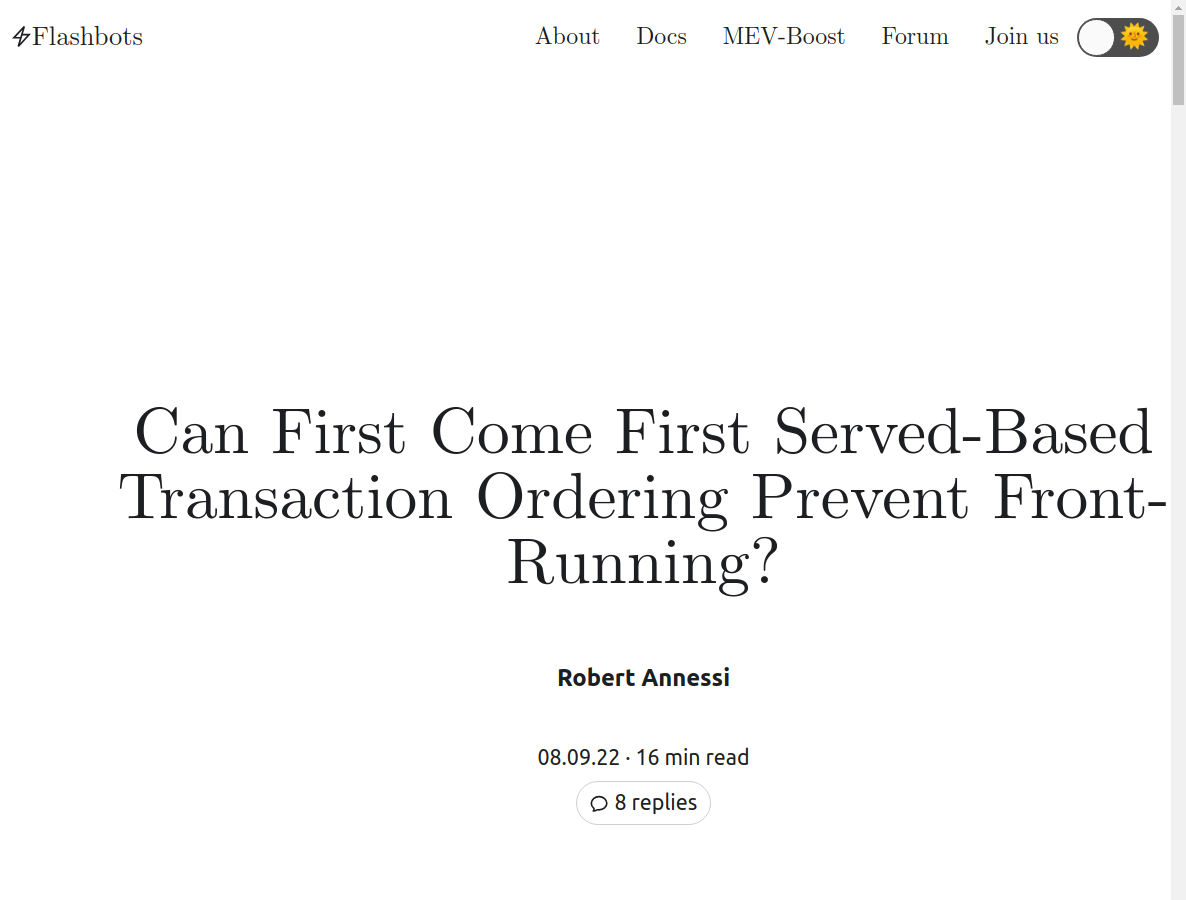 Flashbots
About Docs MEV-Boost Forum Join us
Can First Come First Served-Based
Transaction Ordering Prevent Front-
Running?
Robert Annessi
08.09.22 · 16 min read
8 replies